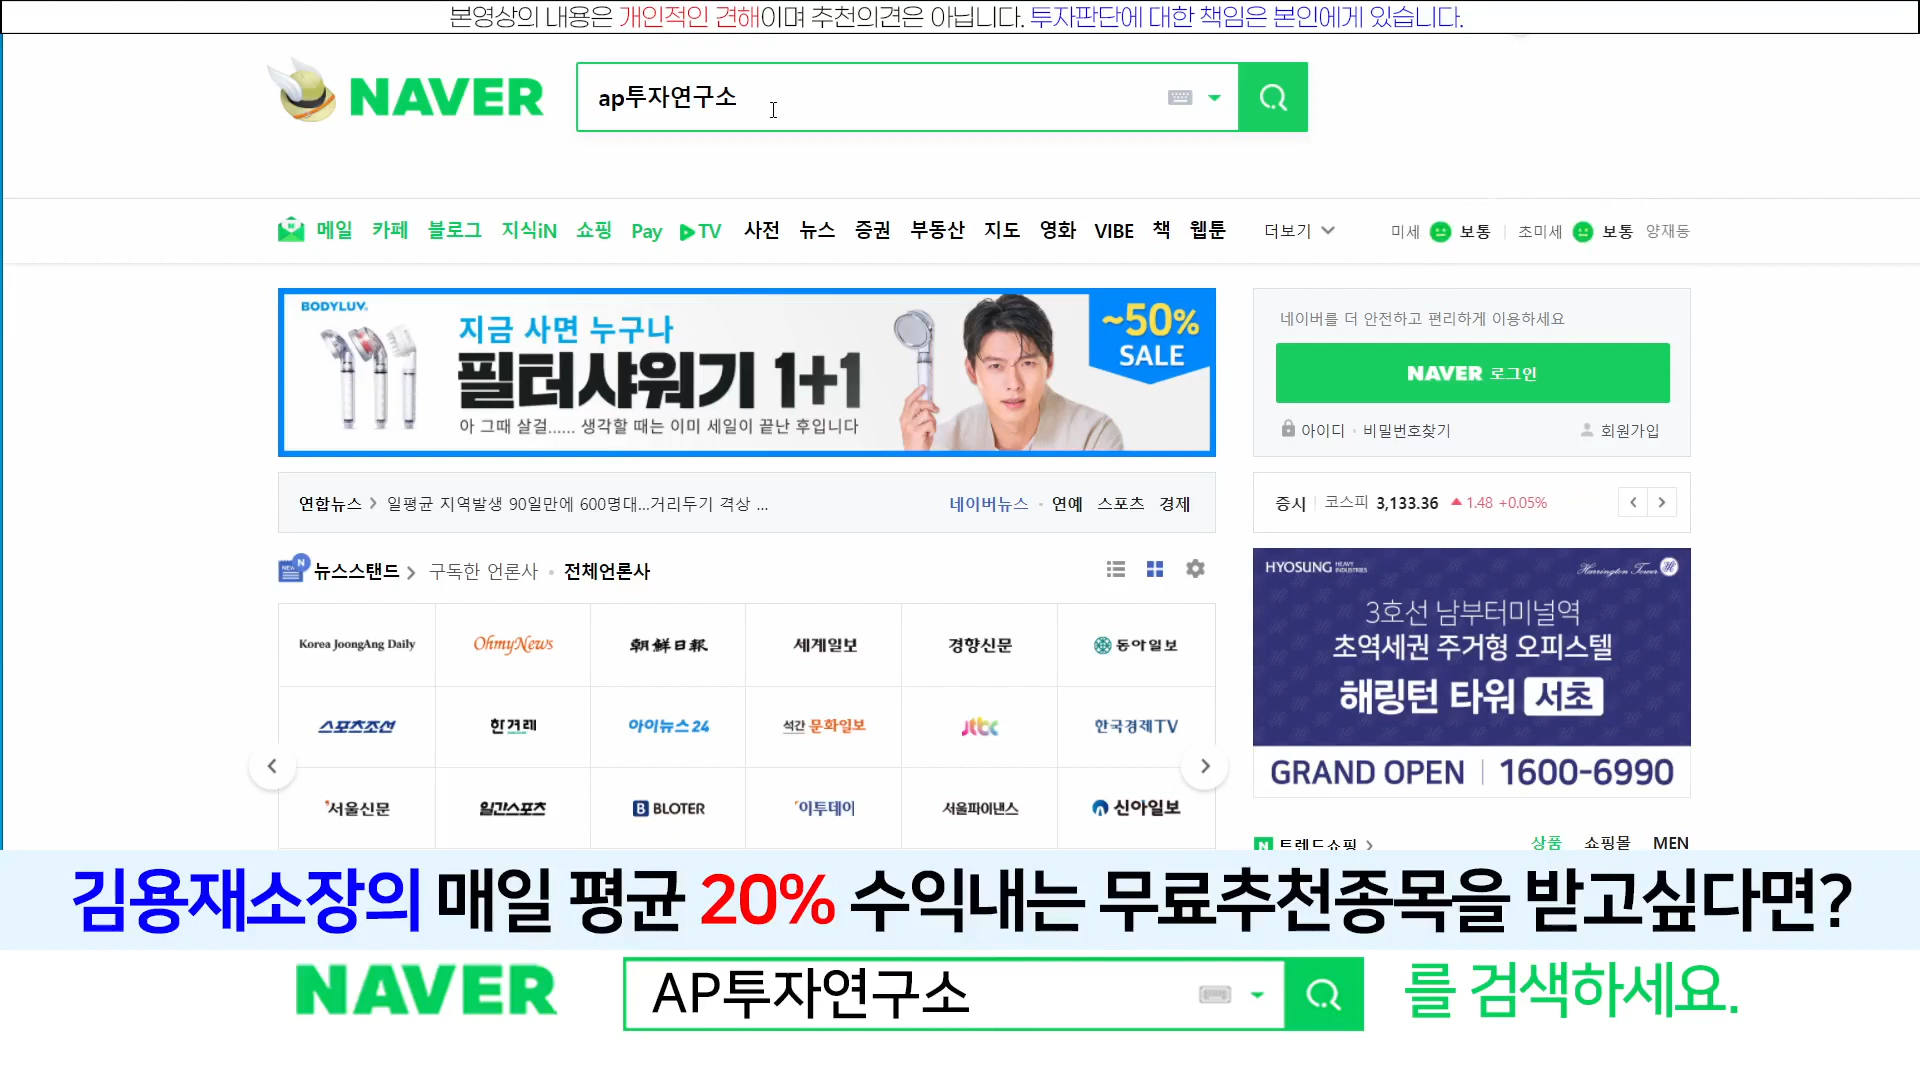 본영상의 내용은 개인적인 견해이며 추천의견은 아닙니다. 투자판단에 대한 책임은 본인에게 있습니다.
NAVER
ap투자연구소
메일 카페 블로그 지식iN 쇼핑 Pay TV 사전 뉴스 증권 부동산 지도 영화 VIBE 책 웹툰 더보기
미세 보통 초미세 보통 양재동
BODYLUV
지금 사면 누구나
필터샤워기 1+1
아 그때 살걸...... 생각할 때는 이미 세일이 끝난 후입니다
~50%
SALE
네이버를 더 안전하고 편리하게 이용하세요
NAVER 로그인
아이디 · 비밀번호찾기 회원가입
연합뉴스 > 일평균 지역발생 90일만에 600명대...거리두기 격상 ...
네이버뉴스 · 연예 스포츠 경제
증시 코스피 3,133.36 ▲ 1.48 +0.05%
NEW N 뉴스스탠드 > 구독한 언론사 · 전체언론사
Korea JoongAng Daily OhmyNews 朝鮮日報 세계일보 경향신문 동아일보
스포츠조선 한겨레 아이뉴스24 석간 문화일보 jtbc 한국경제TV
서울신문 일간스포츠 B BLOTER 이투데이 서울파이낸스 신아일보
HYOSUNG HEAVY INDUSTRIES
Harrington Tower
3호선 남부터미널역
초역세권 주거형 오피스텔
해링턴 타워 서초
GRAND OPEN | 1600-6990
N 트렌드쇼핑 > 상품 쇼핑몰 MEN
김용재소장의 매일 평균 20% 수익내는 무료추천종목을 받고싶다면?
NAVER AP투자연구소 를 검색하세요.